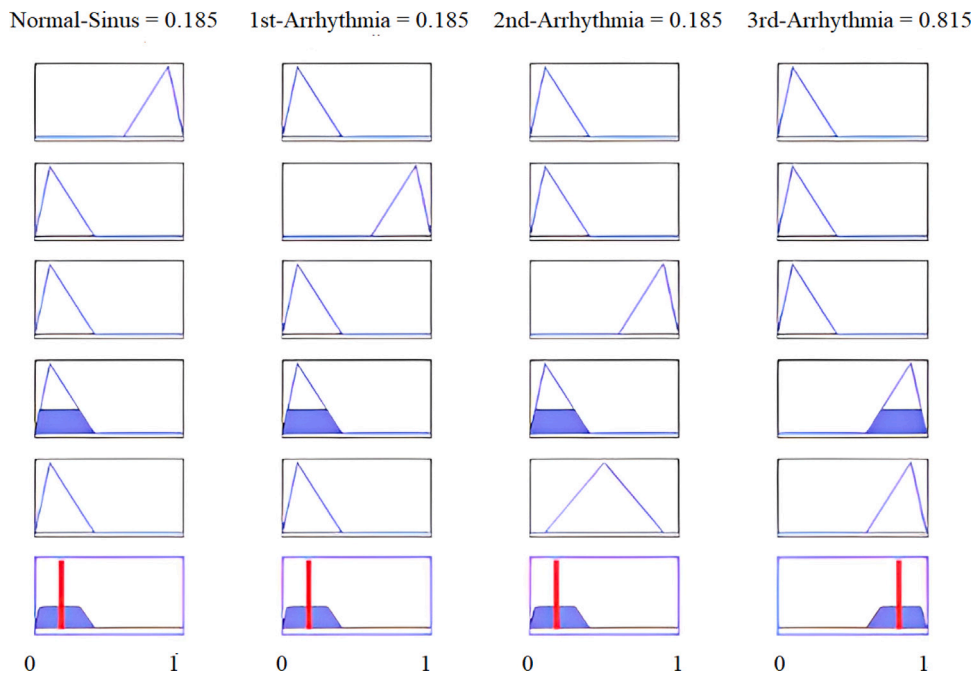 Normal-Sinus = 0.185 1st-Arrhythmia = 0.185 2nd-Arrhythmia = 0.185 3rd-Arrhythmia = 0.815
0 1 0 1 0 1 0 1